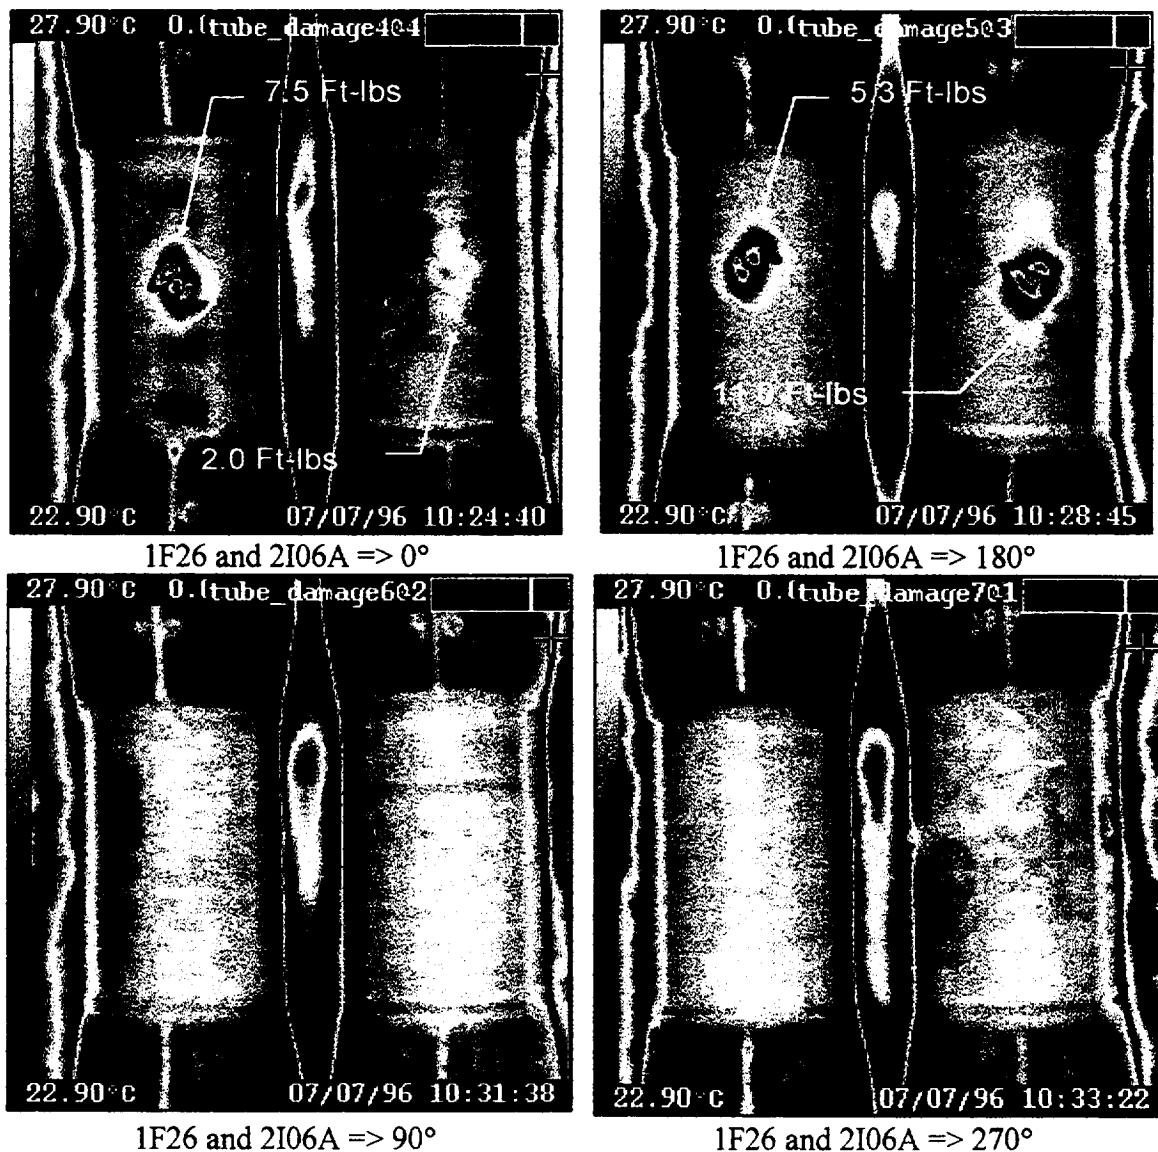 27.90°C 0.(tube_damage4@4
7.5 Ft-lbs
2.0 Ft-lbs
22.90°C 07/07/96 10:24:40
1F26 and 2I06A => 0°
27.90°C 0.(tube_damage5@3
5.3 Ft-lbs
Ft-lbs
22.90°C 07/07/96 10:28:45
1F26 and 2I06A => 180°
27.90°C 0.(tube_damage6@2
22.90°C 07/07/96 10:31:38
1F26 and 2I06A => 90°
27.90°C 0.(tube_damage7@1
22.90°C 07/07/96 10:33:22
1F26 and 2I06A => 270°